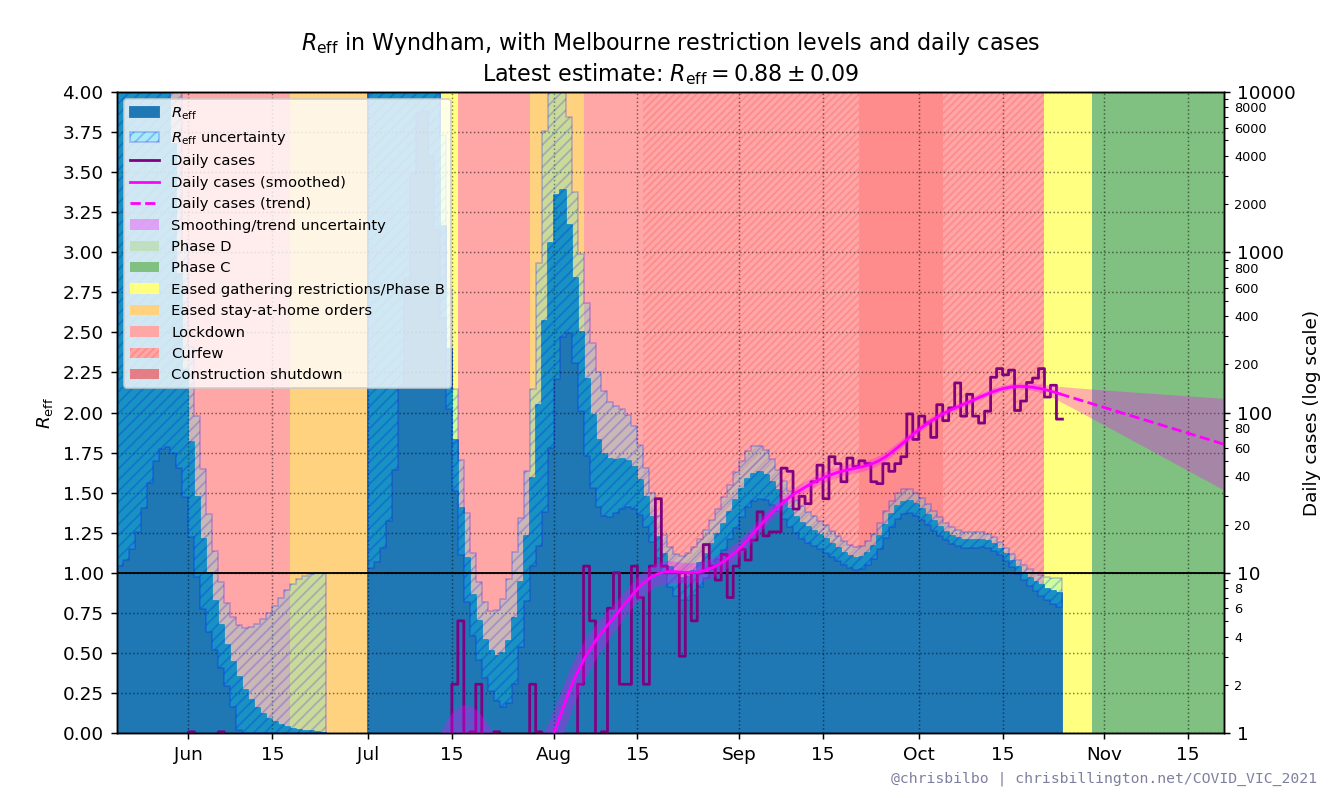 R_eff in Wyndham, with Melbourne restriction levels and daily cases
Latest estimate: R_eff = 0.88 ± 0.09
R_eff
R_eff uncertainty
Daily cases
Daily cases (smoothed)
Daily cases (trend)
Smoothing/trend uncertainty
Phase D
Phase C
Eased gathering restrictions/Phase B
Eased stay-at-home orders
Lockdown
Curfew
Construction shutdown
R_eff
4.00
3.75
3.50
3.25
3.00
2.75
2.50
2.25
2.00
1.75
1.50
1.25
1.00
0.75
0.50
0.25
0.00
Jun 15 Jul 15 Aug 15 Sep 15 Oct 15 Nov 15
10000
8000
6000
4000
2000
1000
800
600
400
200
100
80
60
40
20
10
8
6
4
2
1
Daily cases (log scale)
@chrisbilbo | chrisbillington.net/COVID_VIC_2021